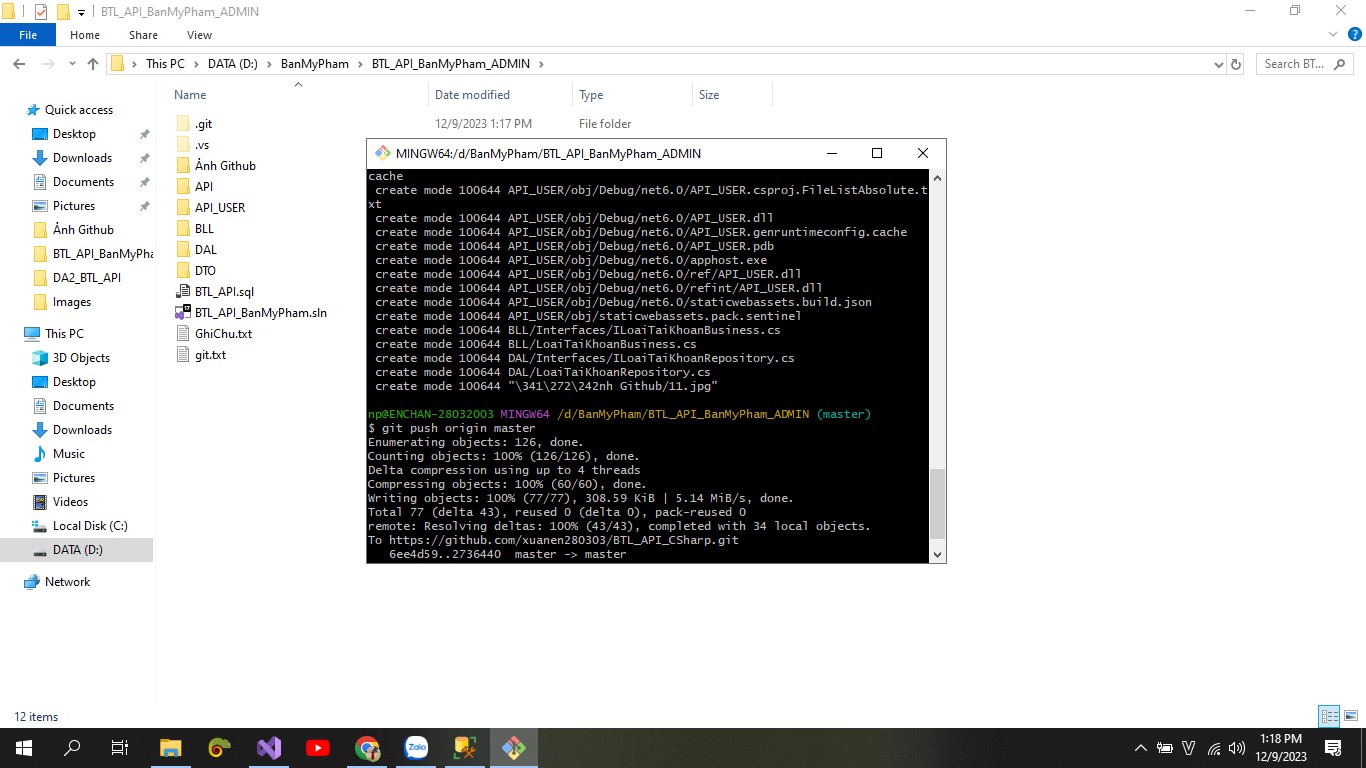 BTL_API_BanMyPham_ADMIN
File Home Share View
This PC DATA (D:) BanMyPham BTL_API_BanMyPham_ADMIN
Search BT...
Name Date modified Type Size
Quick access
Desktop
Downloads
Documents
Pictures
Ảnh Github
BTL_API_BanMyPha
DA2_BTL_API
Images
This PC
3D Objects
Desktop
Documents
Downloads
Music
Pictures
Videos
Local Disk (C:)
DATA (D:)
Network
.git 12/9/2023 1:17 PM File folder
.vs
Ảnh Github
API
API_USER
BLL
DAL
DTO
BTL_API.sql
BTL_API_BanMyPham.sln
GhiChu.txt
git.txt
MINGW64:/d/BanMyPham/BTL_API_BanMyPham_ADMIN
cache
create mode 100644 API_USER/obj/Debug/net6.0/API_USER.csproj.FileListAbsolute.t
xt
create mode 100644 API_USER/obj/Debug/net6.0/API_USER.dll
create mode 100644 API_USER/obj/Debug/net6.0/API_USER.genruntimeconfig.cache
create mode 100644 API_USER/obj/Debug/net6.0/API_USER.pdb
create mode 100644 API_USER/obj/Debug/net6.0/apphost.exe
create mode 100644 API_USER/obj/Debug/net6.0/ref/API_USER.dll
create mode 100644 API_USER/obj/Debug/net6.0/refint/API_USER.dll
create mode 100644 API_USER/obj/Debug/net6.0/staticwebassets.build.json
create mode 100644 API_USER/obj/staticwebassets.pack.sentinel
create mode 100644 BLL/Interfaces/ILoaiTaiKhoanBusiness.cs
create mode 100644 BLL/LoaiTaiKhoanBusiness.cs
create mode 100644 DAL/Interfaces/ILoaiTaiKhoanRepository.cs
create mode 100644 DAL/LoaiTaiKhoanRepository.cs
create mode 100644 "\341\272\242nh Github/11.jpg"
np@ENCHAN-28032003 MINGW64 /d/BanMyPham/BTL_API_BanMyPham_ADMIN (master)
$ git push origin master
Enumerating objects: 126, done.
Counting objects: 100% (126/126), done.
Delta compression using up to 4 threads
Compressing objects: 100% (60/60), done.
Writing objects: 100% (77/77), 308.59 KiB | 5.14 MiB/s, done.
Total 77 (delta 43), reused 0 (delta 0), pack-reused 0
remote: Resolving deltas: 100% (43/43), completed with 34 local objects.
To https://github.com/xuanen280303/BTL_API_CSharp.git
6ee4d59..2736440 master -> master
12 items
Zalo
V
1:18 PM
12/9/2023